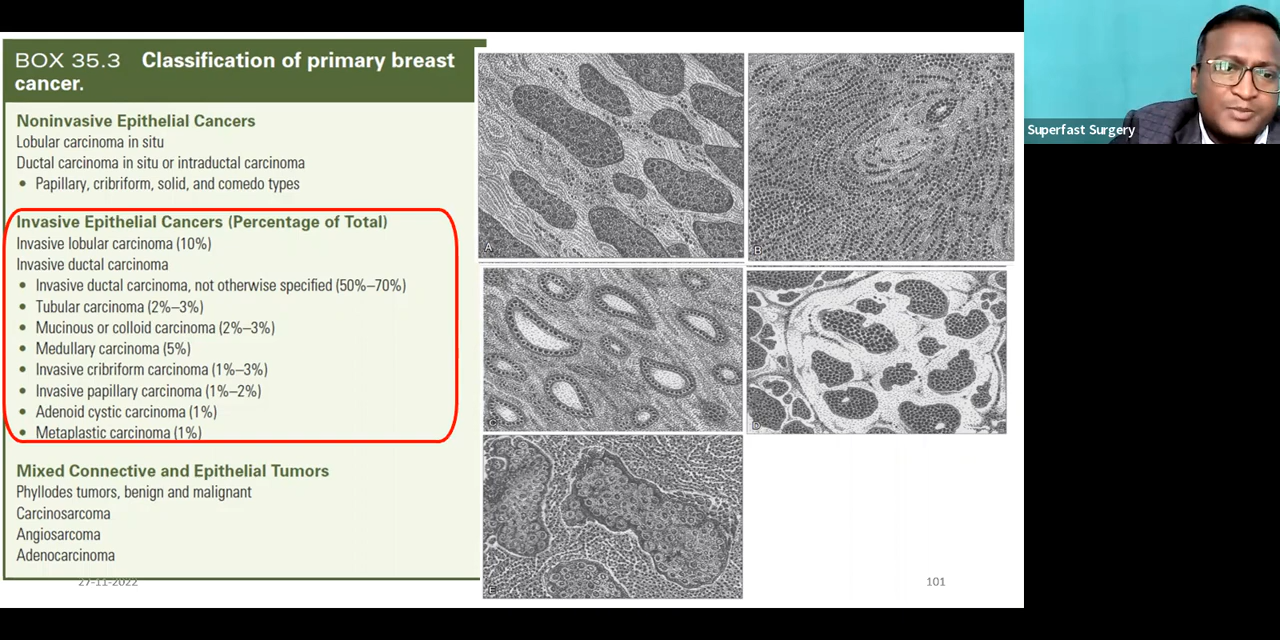 BOX 35.3 Classification of primary breast
cancer.
Noninvasive Epithelial Cancers
Lobular carcinoma in situ
Ductal carcinoma in situ or intraductal carcinoma
• Papillary, cribriform, solid, and comedo types
Invasive Epithelial Cancers (Percentage of Total)
Invasive lobular carcinoma (10%)
Invasive ductal carcinoma
• Invasive ductal carcinoma, not otherwise specified (50%–70%)
• Tubular carcinoma (2%–3%)
• Mucinous or colloid carcinoma (2%–3%)
• Medullary carcinoma (5%)
• Invasive cribriform carcinoma (1%–3%)
• Invasive papillary carcinoma (1%–2%)
• Adenoid cystic carcinoma (1%)
• Metaplastic carcinoma (1%)
Mixed Connective and Epithelial Tumors
Phyllodes tumors, benign and malignant
Carcinosarcoma
Angiosarcoma
Adenocarcinoma
27-11-2022
A
B
C
D
E
101
Superfast Surgery